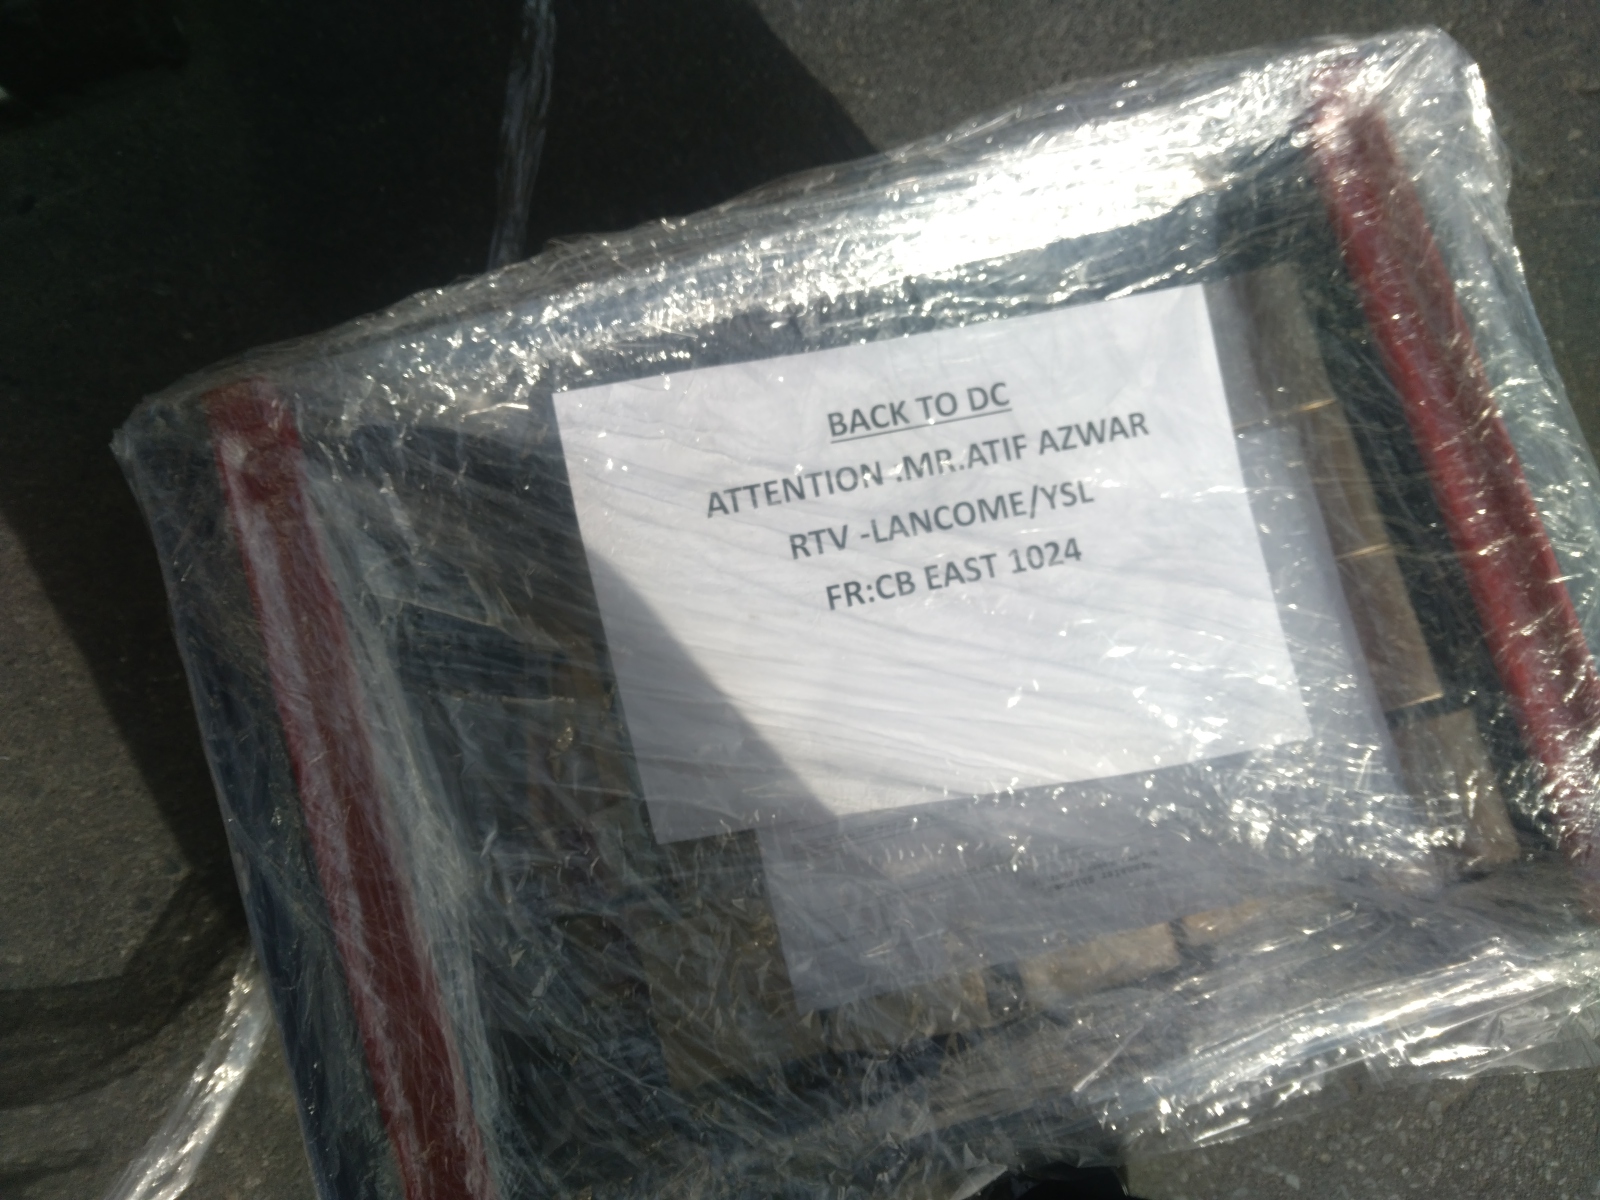 BACK TO DC
ATTENTION :MR.ATIF AZWAR
RTV -LANCOME/YSL
FR:CB EAST 1024